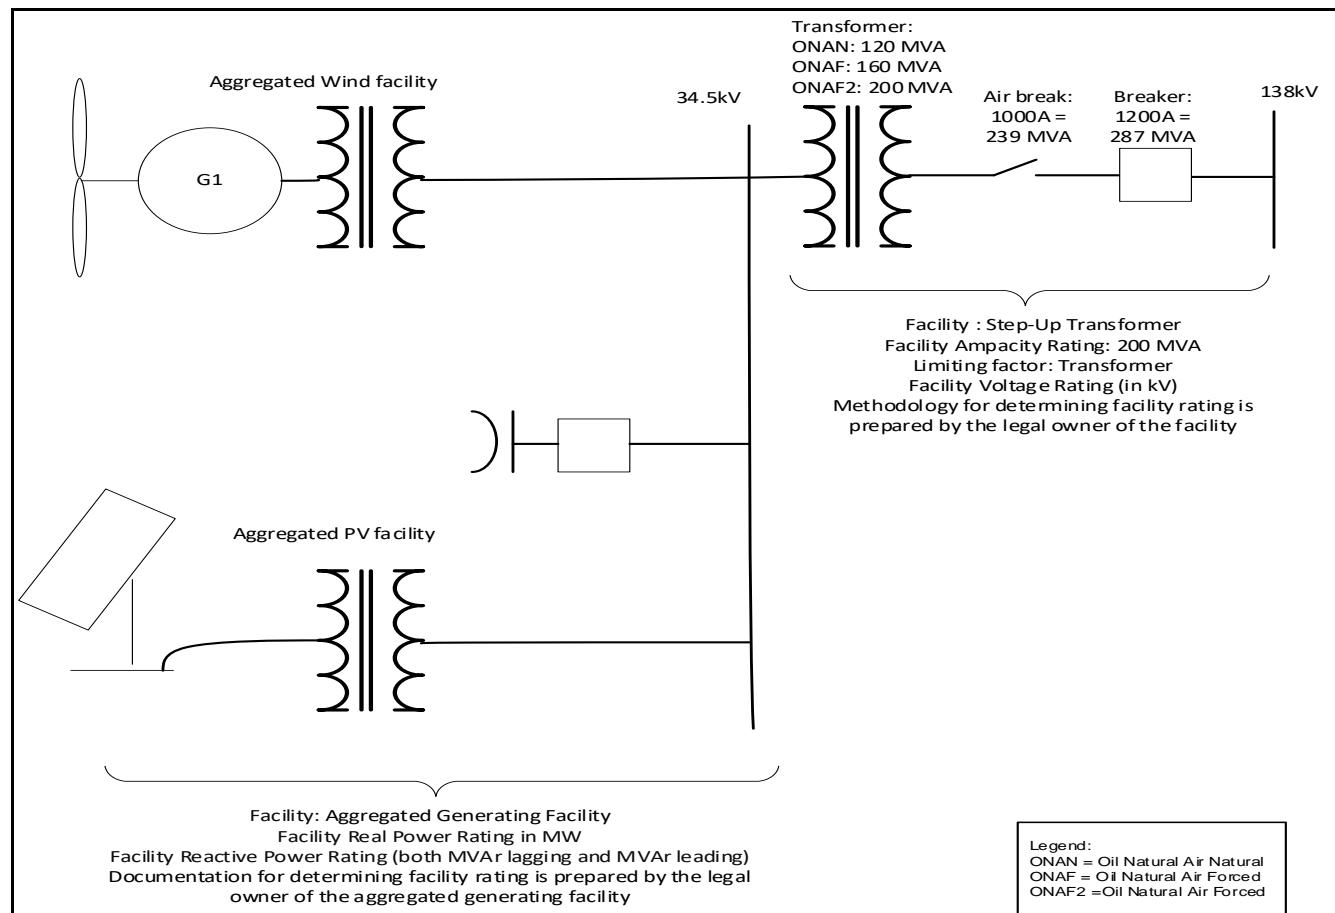 Transformer:
ONAN: 120 MVA
ONAF: 160 MVA
ONAF2: 200 MVA
Aggregated Wind facility
34.5kV
Air break:
1000A =
239 MVA
Breaker:
1200A =
287 MVA
138kV
G1
Facility : Step-Up Transformer
Facility Ampacity Rating: 200 MVA
Limiting factor: Transformer
Facility Voltage Rating (in kV)
Methodology for determining facility rating is
prepared by the legal owner of the facility
Aggregated PV facility
Facility: Aggregated Generating Facility
Facility Real Power Rating in MW
Facility Reactive Power Rating (both MVAr lagging and MVAr leading)
Documentation for determining facility rating is prepared by the legal
owner of the aggregated generating facility
Legend:
ONAN = Oil Natural Air Natural
ONAF = Oil Natural Air Forced
ONAF2 =Oil Natural Air Forced